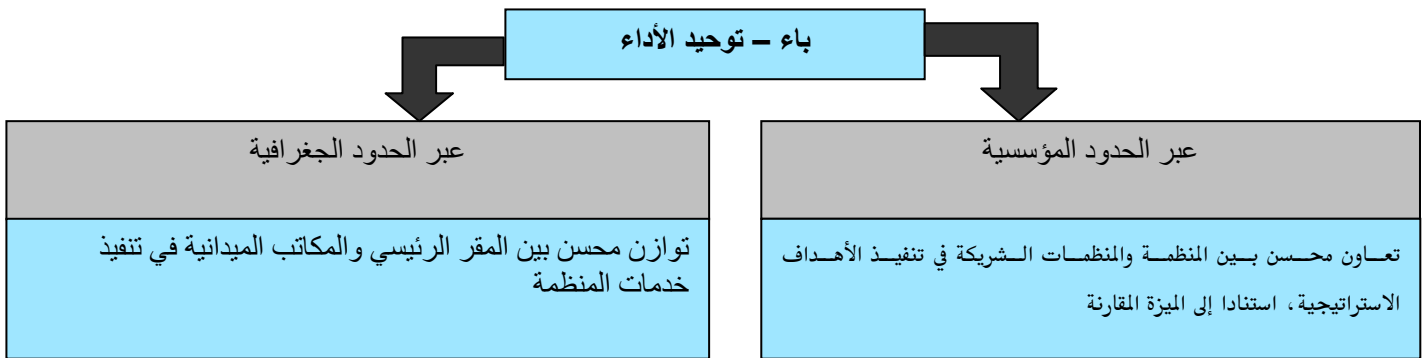 باء – توحيد الأداء
عبر الحدود المؤسسية
تعاون محسن بين المنظمة والمنظمات الشريكة في تنفيذ الأهداف
الاستراتيجية، استنادا إلى الميزة المقارنة
عبر الحدود الجغرافية
توازن محسن بين المقر الرئيسي والمكاتب الميدانية في تنفيذ
خدمات المنظمة